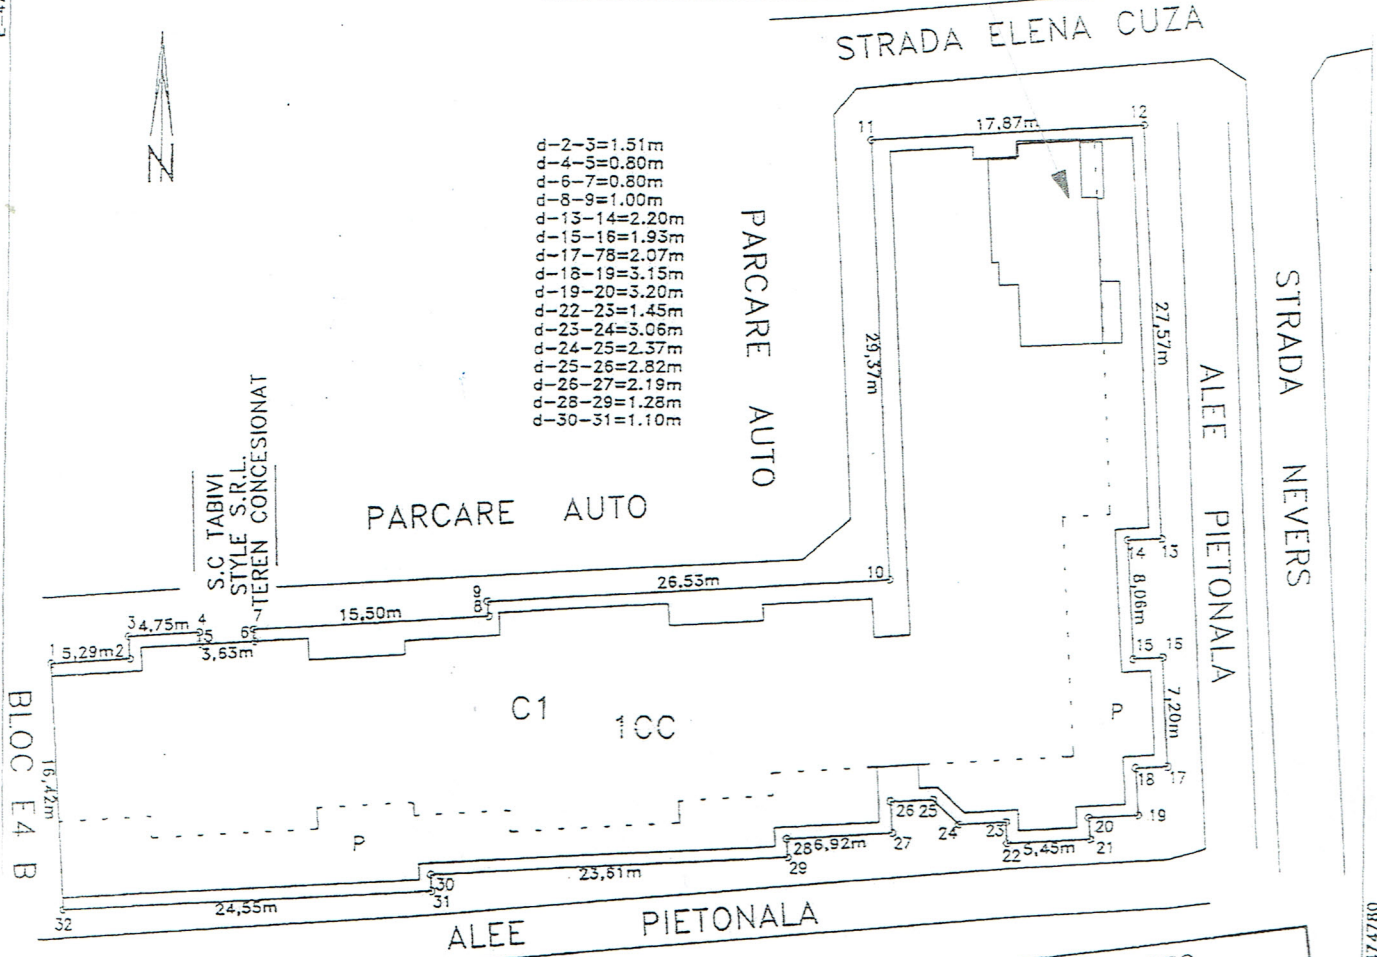 STRADA ELENA CUZA
N
d-2-3=1.51m
d-4-5=0.80m
d-6-7=0.80m
d-8-9=1.00m
d-13-14=2.20m
d-15-16=1.93m
d-17-78=2.07m
d-18-19=3.15m
d-19-20=3.20m
d-22-23=1.45m
d-23-24=3.06m
d-24-25=2.37m
d-25-26=2.82m
d-26-27=2.19m
d-28-29=1.28m
d-30-31=1.10m
11
17,87m
12
PARCARE AUTO
29,37m
27,57m
ALEE PIETONALA
STRADA NEVERS
S.C TABIVI
STYLE S.R.L.
TEREN CONCESIONAT
PARCARE AUTO
1
5,29m
2
3
4,75m
4
5
3,63m
6
7
15,50m
8
9
26.53m
10
14
13
8,06m
15
15
7,20m
P
18
17
19
C1
1CC
BLOC E4 B
16,42m
P
26
25
24
23
20
21
22
5,45m
27
28
6,92m
29
23,61m
30
31
24,55m
32
ALEE PIETONALA